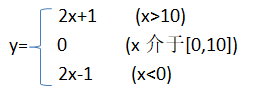 2x+1 (x>10)
y= 0 (x 介于[0,10])
2x-1 (x<0)